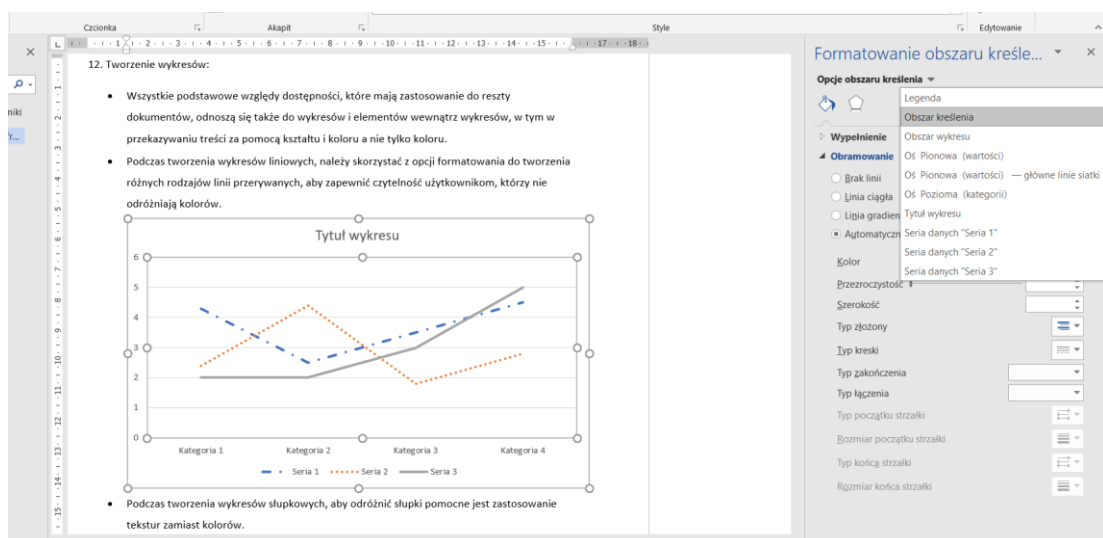 Czcionka
Akapit
Style
Edytowanie
12. Tworzenie wykresów:
• Wszystkie podstawowe względy dostępności, które mają zastosowanie do reszty
dokumentów, odnoszą się także do wykresów i elementów wewnątrz wykresów, w tym w
przekazywaniu treści za pomocą kształtu i koloru a nie tylko koloru.
• Podczas tworzenia wykresów liniowych, należy skorzystać z opcji formatowania do tworzenia
różnych rodzajów linii przerywanych, aby zapewnić czytelność użytkownikom, którzy nie
odróżniają kolorów.
Tytuł wykresu
6
5
4
3
2
1
0
Kategoria 1 Kategoria 2 Kategoria 3 Kategoria 4
Seria 1 Seria 2 Seria 3
• Podczas tworzenia wykresów słupkowych, aby odróżnić słupki pomocne jest zastosowanie
tekstur zamiast kolorów.
Formatowanie obszaru kreśle...
Opcje obszaru kreślenia
Legenda
Obszar kreślenia
Obszar wykresu
Oś Pionowa (wartości)
Oś Pionowa (wartości) — główne linie siatki
Oś Pozioma (kategorii)
Tytuł wykresu
Seria danych "Seria 1"
Seria danych "Seria 2"
Seria danych "Seria 3"
Wypełnienie
Obramowanie
Brak linii
Linia ciągła
Linia gradien
Automatyczn
Kolor
Przezroczystość
Szerokość
Typ złożony
Typ kreski
Typ zakończenia
Typ łączenia
Typ początku strzałki
Rozmiar początku strzałki
Typ końca strzałki
Rozmiar końca strzałki